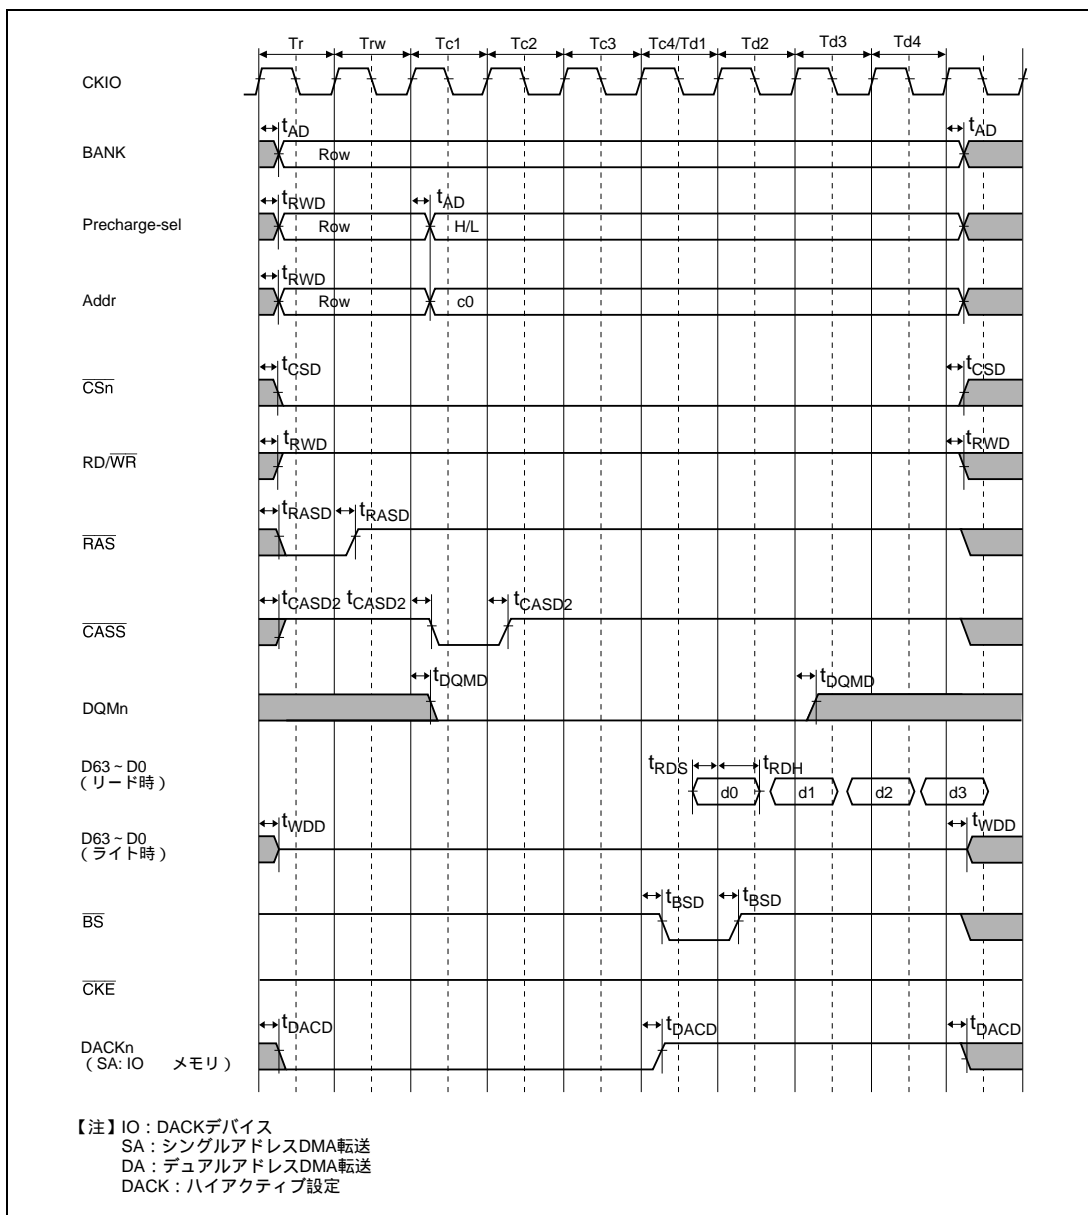 Tr Trw Tc1 Tc2 Tc3 Tc4/Td1 Td2 Td3 Td4
CKIO
tAD tAD
BANK Row
tRWD tAD
Precharge-sel Row H/L
tRWD
Addr Row c0
tCSD tCSD
CSn
tRWD tRWD
RD/WR
tRASD tRASD
RAS
tCASD2 tCASD2 tCASD2
CASS
tDQMD tDQMD
DQMn
D63~D0
(リード時)
tRDS tRDH
d0 d1 d2 d3
tWDD tWDD
D63~D0
(ライト時)
tBSD tBSD
BS
CKE
tDACD tDACD tDACD
DACKn
(SA: IO メモリ)
【注】IO:DACKデバイス
SA:シングルアドレスDMA転送
DA:デュアルアドレスDMA転送
DACK:ハイアクティブ設定